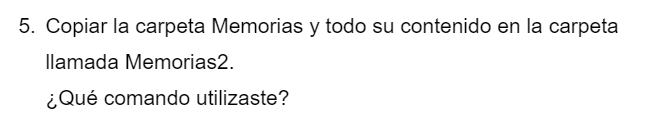 5. Copiar la carpeta Memorias y todo su contenido en la carpeta
llamada Memorias2.
¿Qué comando utilizaste?